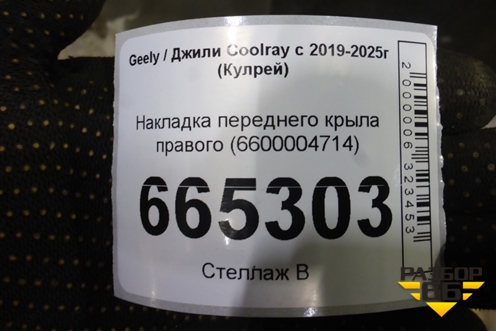 Geely / Джили Coolray с 2019-2025г
(Кулрей)
Накладка переднего крыла
правого (6600004714)
665303
Стеллаж В
2000006323453
РАЗБОР
66